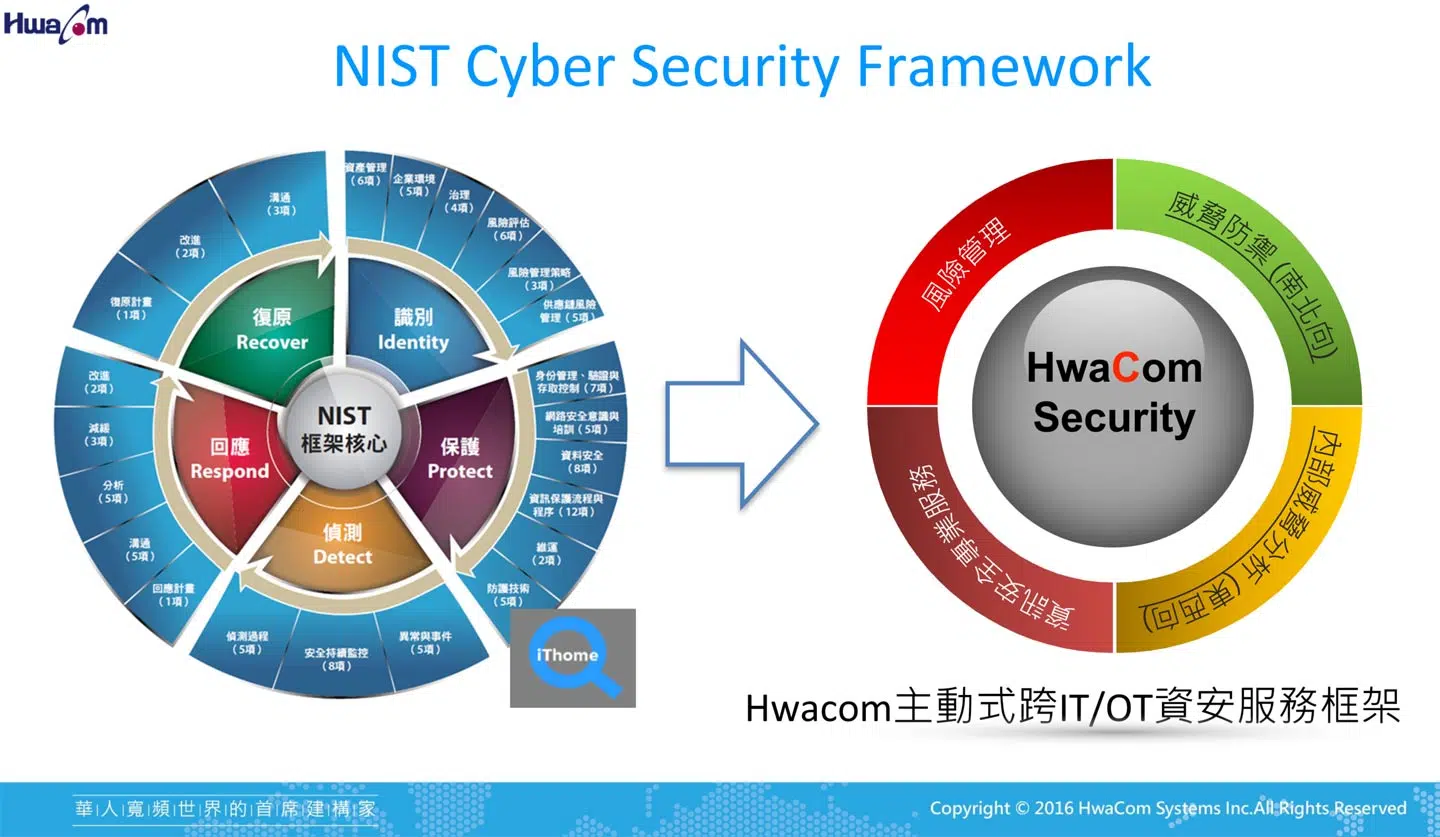 HwaCom
NIST Cyber Security Framework
資產管理
(6項)
企業環境
(5項)
治理
(4項)
風險評估
(6項)
風險管理策略
(3項)
供應鏈風險
管理(5項)
身份管理、驗證與
存取控制(7項)
網路安全意識與
培訓(5項)
資料安全
(8項)
資訊保護流程與
程序(12項)
維運
(2項)
防護技術
(5項)
異常與事件
(5項)
安全持續監控
(8項)
偵測過程
(5項)
回應計畫
(1項)
溝通
(5項)
分析
(5項)
減緩
(3項)
改進
(2項)
復原計畫
(1項)
改進
(2項)
溝通
(3項)
識別
Identity
保護
Protect
偵測
Detect
回應
Respond
復原
Recover
NIST
框架核心
iThome
風險管理
威脅防禦(南北向)
內部威脅分析(東西向)
資訊安全專業服務
HwaCom
Security
Hwacom主動式跨IT/OT資安服務框架
華人寬頻世界的首席建構家
Copyright © 2016 HwaCom Systems Inc.All Rights Reserved